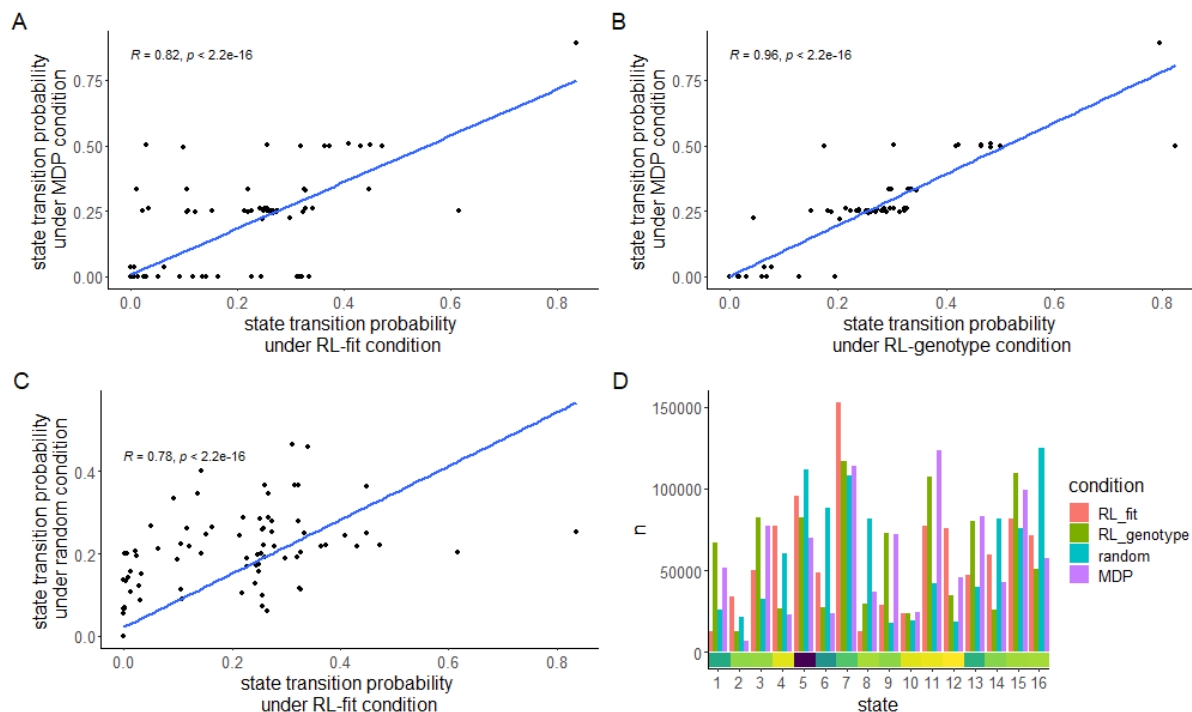 A
R = 0.82, p < 2.2e-16
state transition probability
under MDP condition
0.75
0.50
0.25
0.00
0.0 0.2 0.4 0.6 0.8
state transition probability
under RL-fit condition
B
R = 0.96, p < 2.2e-16
state transition probability
under MDP condition
0.75
0.50
0.25
0.00
0.0 0.2 0.4 0.6 0.8
state transition probability
under RL-genotype condition
C
R = 0.78, p < 2.2e-16
state transition probability
under random condition
0.4
0.2
0.0
0.0 0.2 0.4 0.6 0.8
state transition probability
under RL-fit condition
D
n
150000
100000
50000
0
1 2 3 4 5 6 7 8 9 10 11 12 13 14 15 16
state
condition
RL_fit
RL_genotype
random
MDP